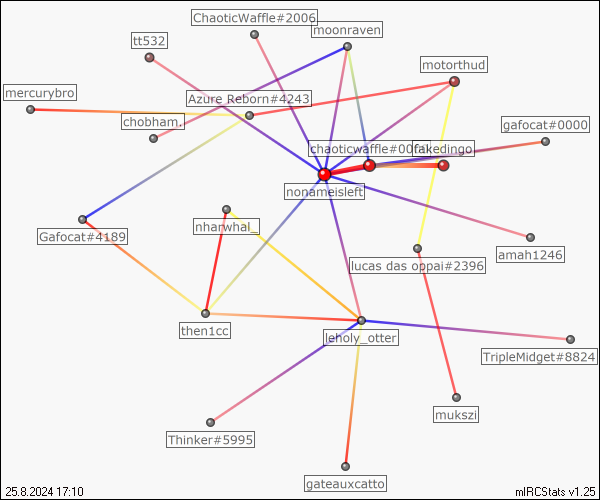 ChaoticWaffle#2006
moonraven
tt532
motorthud
mercurybro
Azure Reborn#4243
chobham.
gafocat#0000
chaoticwaffle#00
fakedingo
nonameisleft
nharwhal_
Gafocat#4189
amah1246
lucas das oppai#2396
then1cc
leholy_otter
TripleMidget#8824
mukszi
Thinker#5995
gateauxcatto
25.8.2024 17:10
mIRCStats v1.25